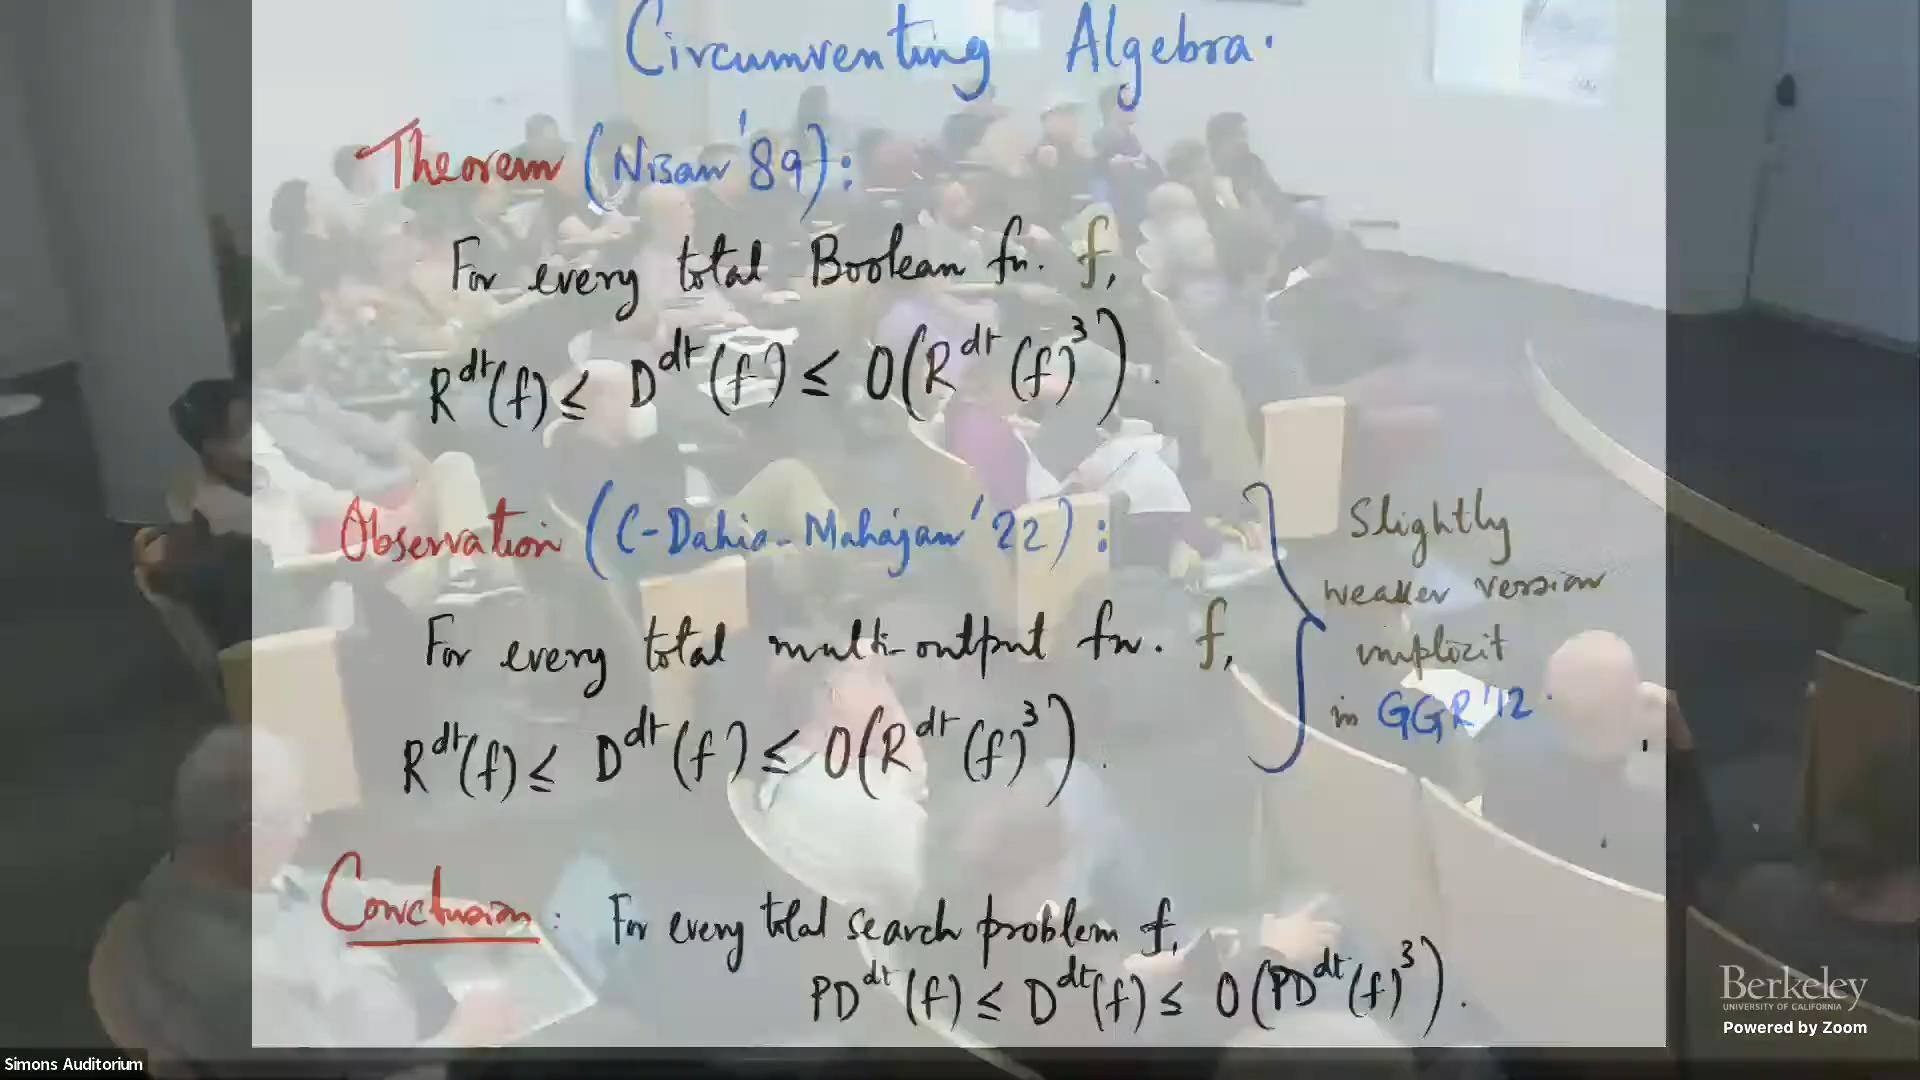 Circumventing Algebra.
Theorem (Nisan '89):
For every total Boolean fn. f,
R^dt(f) ≤ D^dt(f) ≤ O(R^dt(f)^3).
Observation (C-Dahia-Mahajan '22):
For every total multi-output fn. f,
R^dt(f) ≤ D^dt(f) ≤ O(R^dt(f)^3).
Slightly
weaker version
implicit
in GGR'12.
Conclusion: For every total search problem f,
PD^dt(f) ≤ D^dt(f) ≤ O(PD^dt(f)^3).
Berkeley
UNIVERSITY OF CALIFORNIA
Powered by Zoom
Simons Auditorium